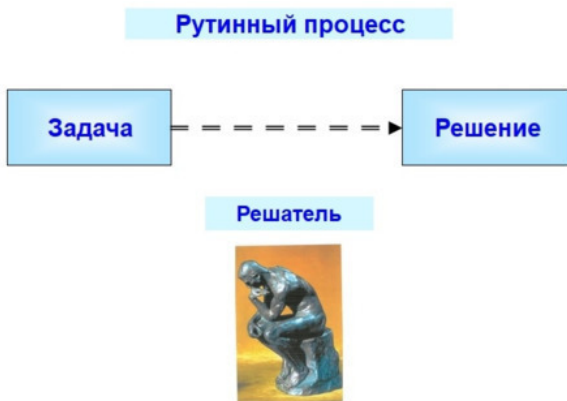 Рутинный процесс
Задача
Решение
Решатель